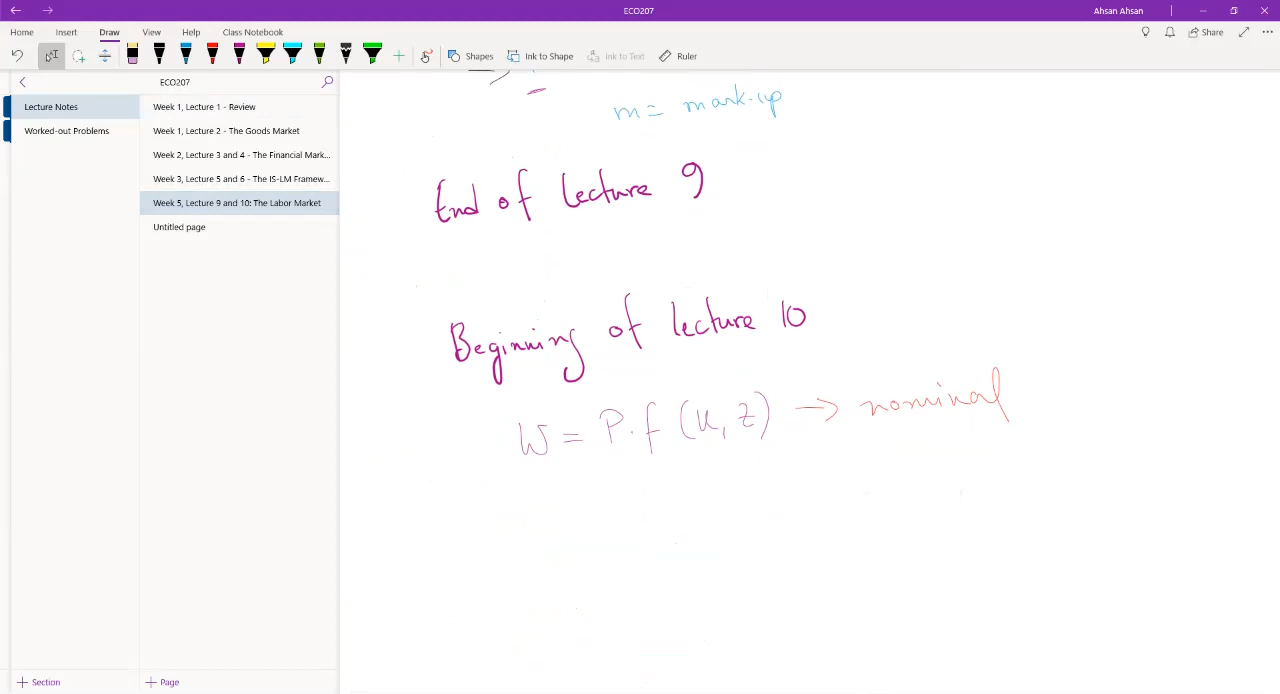 ECO207
Ahsan Ahsan
Home Insert Draw View Help Class Notebook
Share
Shapes Ink to Shape Ink to Text Ruler
ECO207
Lecture Notes
Worked-out Problems
Week 1, Lecture 1 - Review
Week 1, Lecture 2 - The Goods Market
Week 2, Lecture 3 and 4 - The Financial Mark...
Week 3, Lecture 5 and 6 - The IS-LM Framew...
Week 5, Lecture 9 and 10: The Labor Market
Untitled page
m = mark-up
End of lecture 9
Beginning of lecture 10
W = P.f (u, z) → nominal
+ Section
+ Page